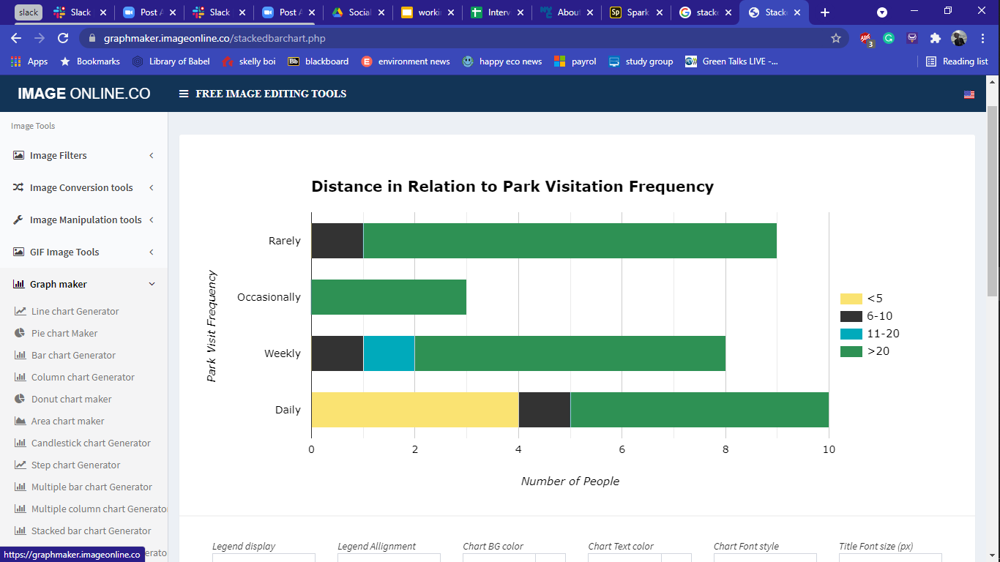 slack Slack Post A Slack Post A Social worki Interv About Spark stacke Stack
graphmaker.imageonline.co/stackedbarchart.php
3
Apps Bookmarks Library of Babel skelly boi Bb blackboard E environment news happy eco news payrol study group Green Talks LIVE -... Reading list
IMAGE ONLINE.CO FREE IMAGE EDITING TOOLS
Image Tools
Image Filters
Image Conversion tools
Image Manipulation tools
GIF Image Tools
Graph maker
Line chart Generator
Pie chart Maker
Bar chart Generator
Column chart Generator
Donut chart maker
Area chart maker
Candlestick chart Generator
Step chart Generator
Multiple bar chart Generator
Multiple column chart Generator
Stacked bar chart Generator
https://graphmaker.imageonline.co
Distance in Relation to Park Visitation Frequency
Park Visit Frequency
Rarely
Occasionally
Weekly
Daily
0 2 4 6 8 10
Number of People
<5
6-10
11-20
>20
Legend display Legend Allignment Chart BG color Chart Text color Chart Font style Title Font size (px)